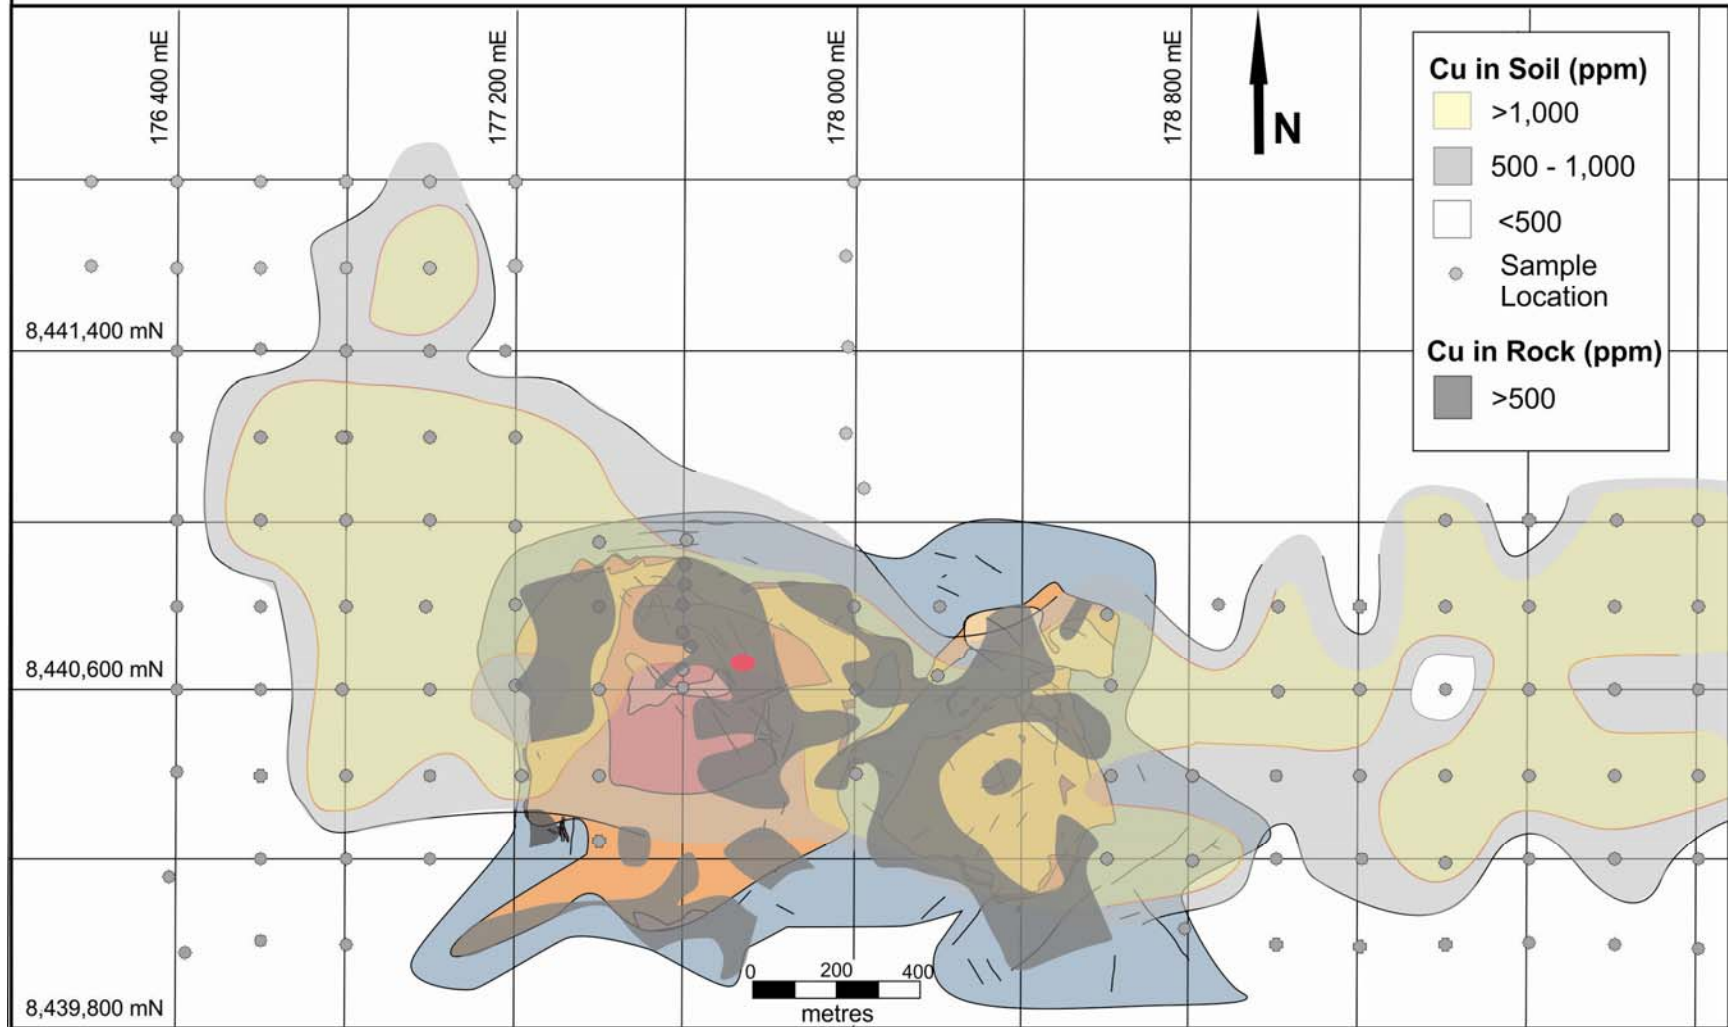 176 400 mE
177 200 mE
178 000 mE
178 800 mE
N
Cu in Soil (ppm)
>1,000
500 - 1,000
<500
Sample
Location
Cu in Rock (ppm)
>500
8,441,400 mN
8,440,600 mN
8,439,800 mN
0 200 400
metres